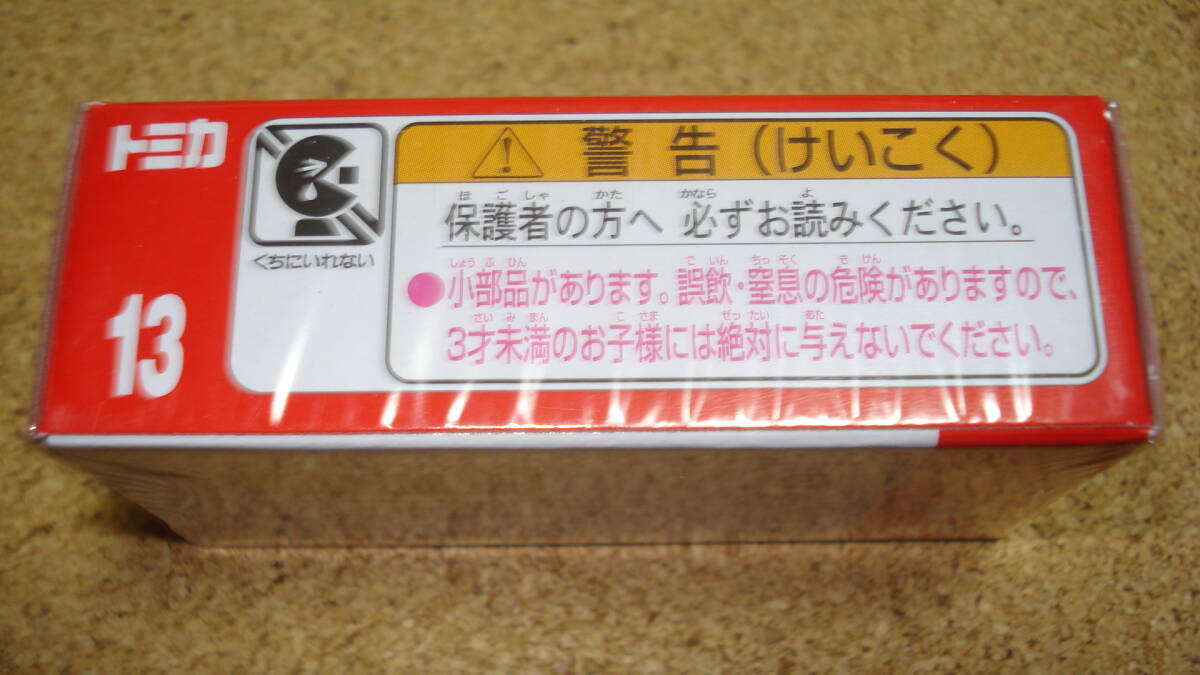 トミカ
13
くちにいれない
警告(けいこく)
ほごしゃ かた かなら よ
保護者の方へ 必ずお読みください。
しょうぶひん ごいん ちっそく きけん
●小部品があります。誤飲・窒息の危険がありますので、
さいみまん こさま ぜったい あた
3才未満のお子様には絶対に与えないでください。